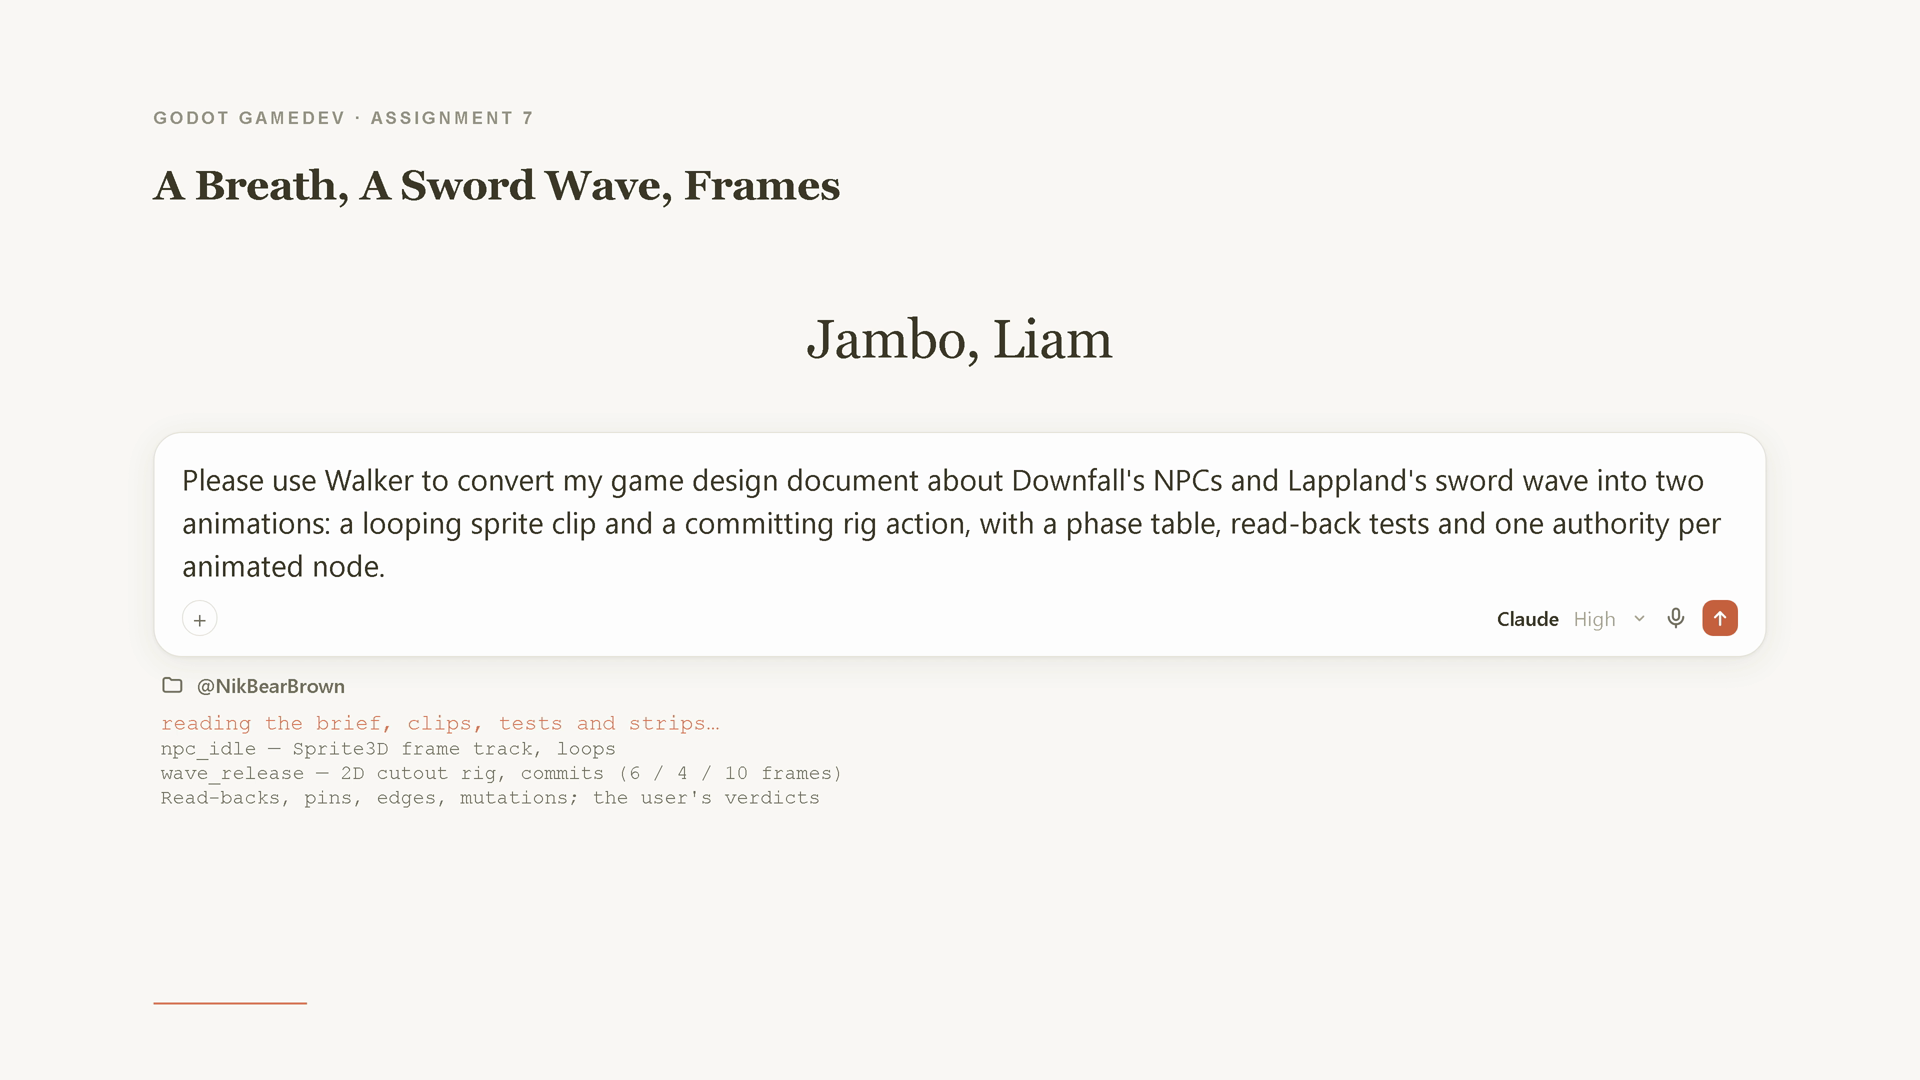 GODOT GAMEDEV · ASSIGNMENT 7
A Breath, A Sword Wave, Frames
Jambo, Liam
Please use Walker to convert my game design document about Downfall's NPCs and Lappland's sword wave into two
animations: a looping sprite clip and a committing rig action, with a phase table, read-back tests and one authority per
animated node.
+
Claude High
@NikBearBrown
reading the brief, clips, tests and strips…
npc_idle — Sprite3D frame track, loops
wave_release — 2D cutout rig, commits (6 / 4 / 10 frames)
Read-backs, pins, edges, mutations; the user's verdicts